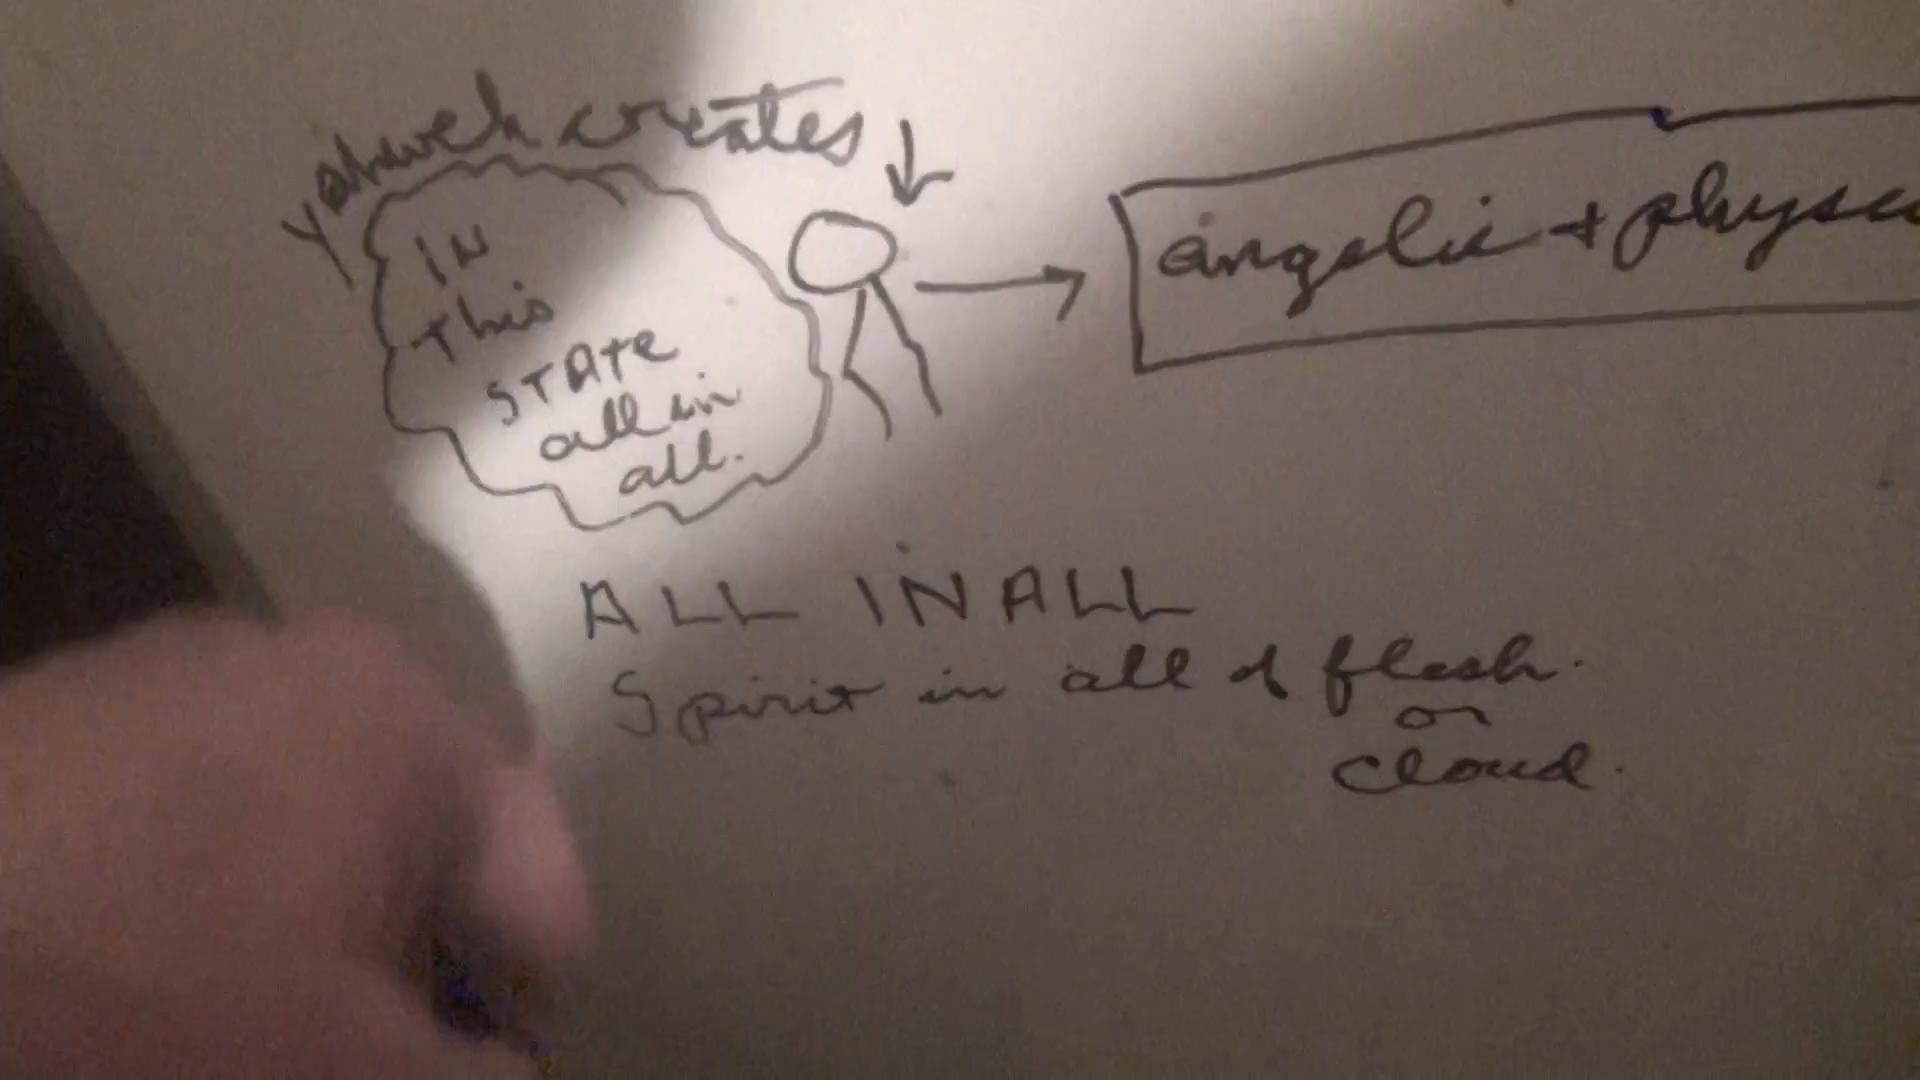 Yahweh creates
IN
this
STATE
all in
all.
angelic + physic
ALL IN ALL
Spirit in all of flesh.
or
cloud.